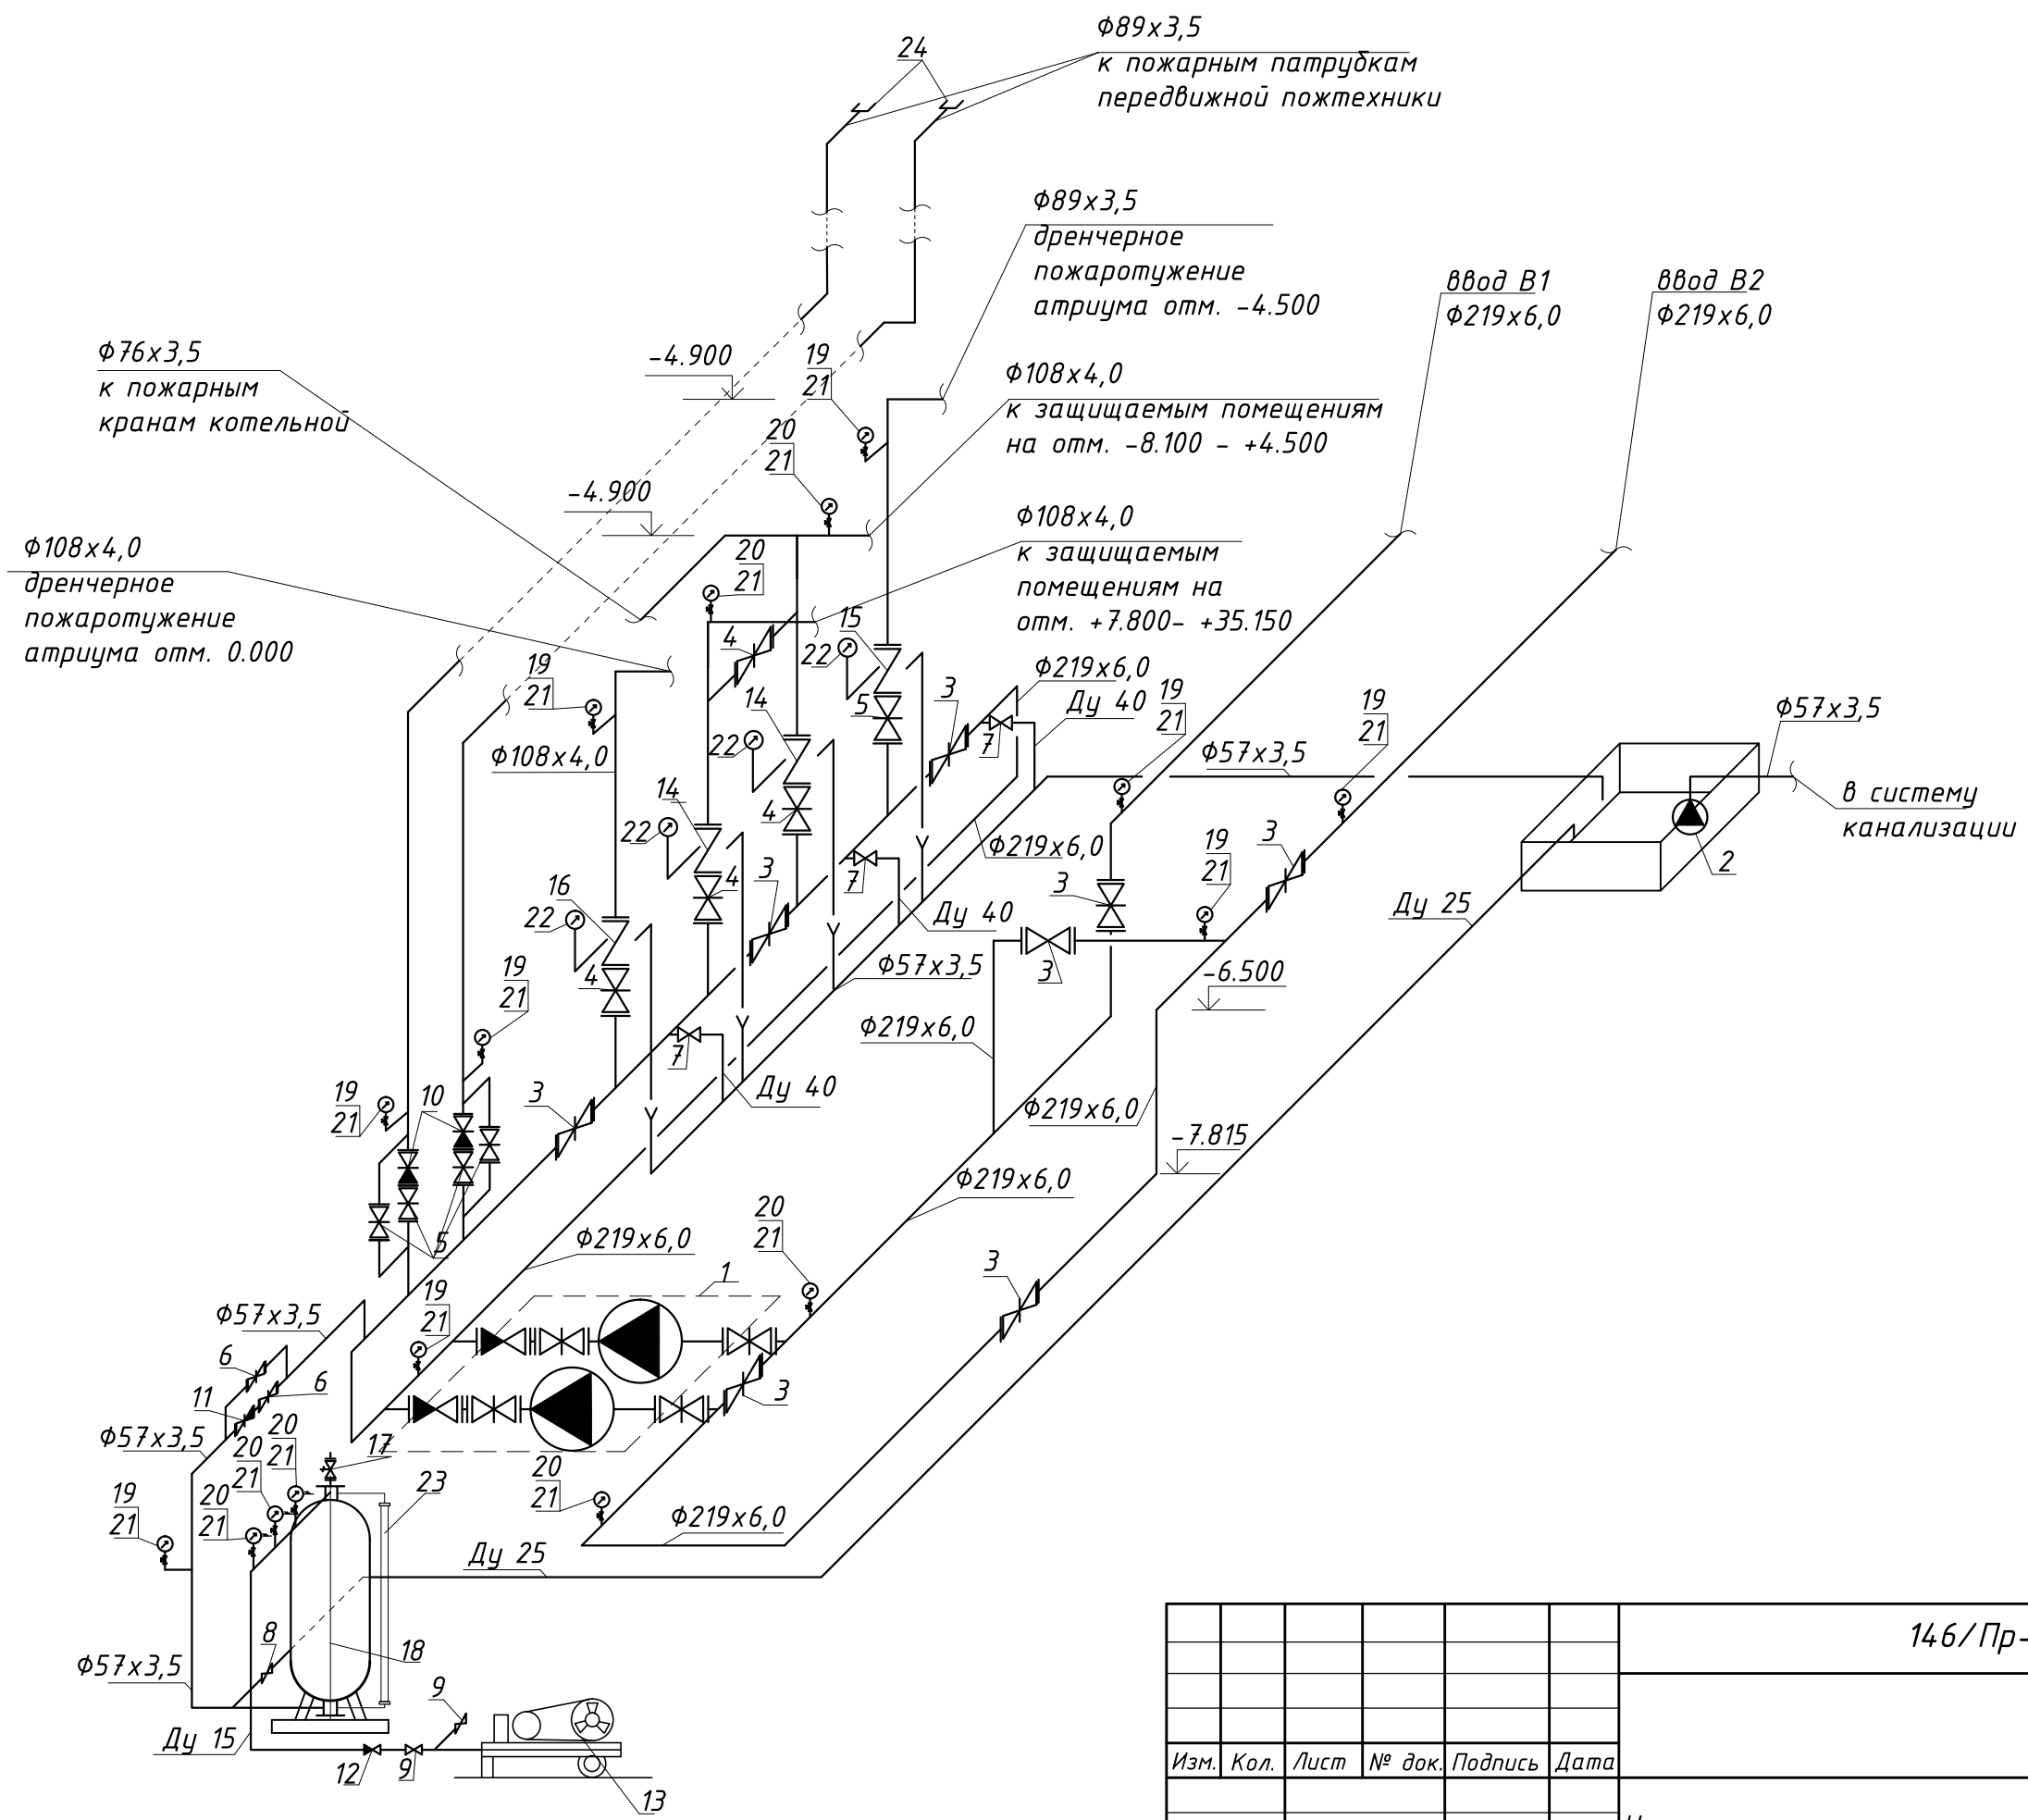 24
Ф89х3,5
к пожарным патрубкам
передвижной пожтехники
Ф89х3,5
дренчерное
пожаротужение
атриума отм. -4.500
ввод В1
Ф219х6,0
ввод В2
Ф219х6,0
Ф76х3,5
к пожарным
кранам котельной
-4.900
19
21
Ф108х4,0
к защищаемым помещениям
на отм. -8.100 - +4.500
20
21
-4.900
Ф108х4,0
дренчерное
пожаротужение
атриума отм. 0.000
20
21
Ф108х4,0
к защищаемым
помещениям на
отм. +7.800- +35.150
4
15
22
19
21
Ф108х4,0
14
22
5
3
Ф219х6,0
Ду 40
7
19
21
19
21
Ф57х3,5
Ф57х3,5
в систему
канализации
2
14
22
4
4
3
7
Ф219х6,0
Ду 40
3
19
21
3
Ду 25
16
22
4
Ф57х3,5
3
-6.500
19
21
7
Ду 40
Ф219х6,0
19
21
10
3
Ф219х6,0
-7.815
5
Ф219х6,0
Ф219х6,0
20
21
3
1
19
21
Ф57х3,5
6
6
11
3
Ф57х3,5
20
21
20
21
17
20
21
23
19
21
20
21
Ф219х6,0
Ду 25
8
18
Ф57х3,5
9
Ду 15
12
9
13
146/Пр-
Изм.
Кол.
Лист
№ док.
Подпись
Дата